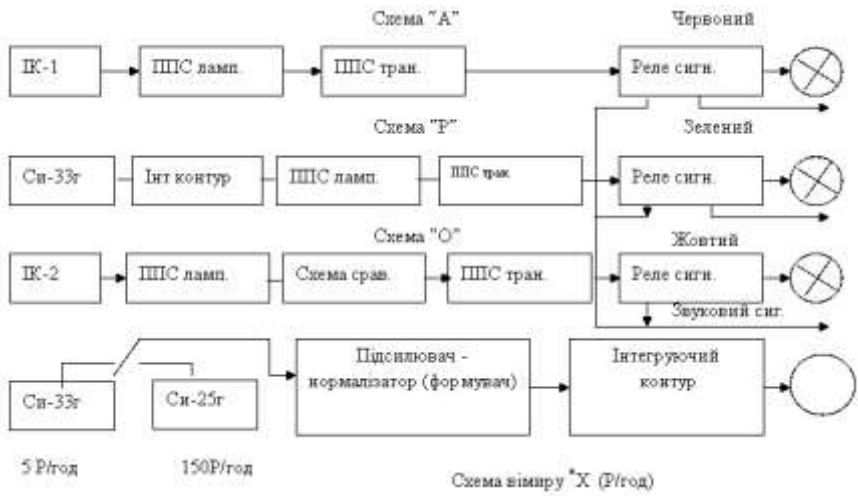 Схема "А"
Червоний
ІК-1
ППС ламп.
ППС тран.
Реле сигн.
Схема "Р"
Зелений
Си-33г
Інт контур
ППС ламп.
ППС тран
Реле сигн.
Схема "О"
Жовтий
ІК-2
ППС ламп.
Схема срав.
ППС тран.
Реле сигн.
Звуковий сиг.
Си-33г
Си-25г
Підсилювач -
нормалізатор (формувач)
Інтегруючий
контур
5 Р/год
150Р/год
Схема віміру "Х (Р/год)